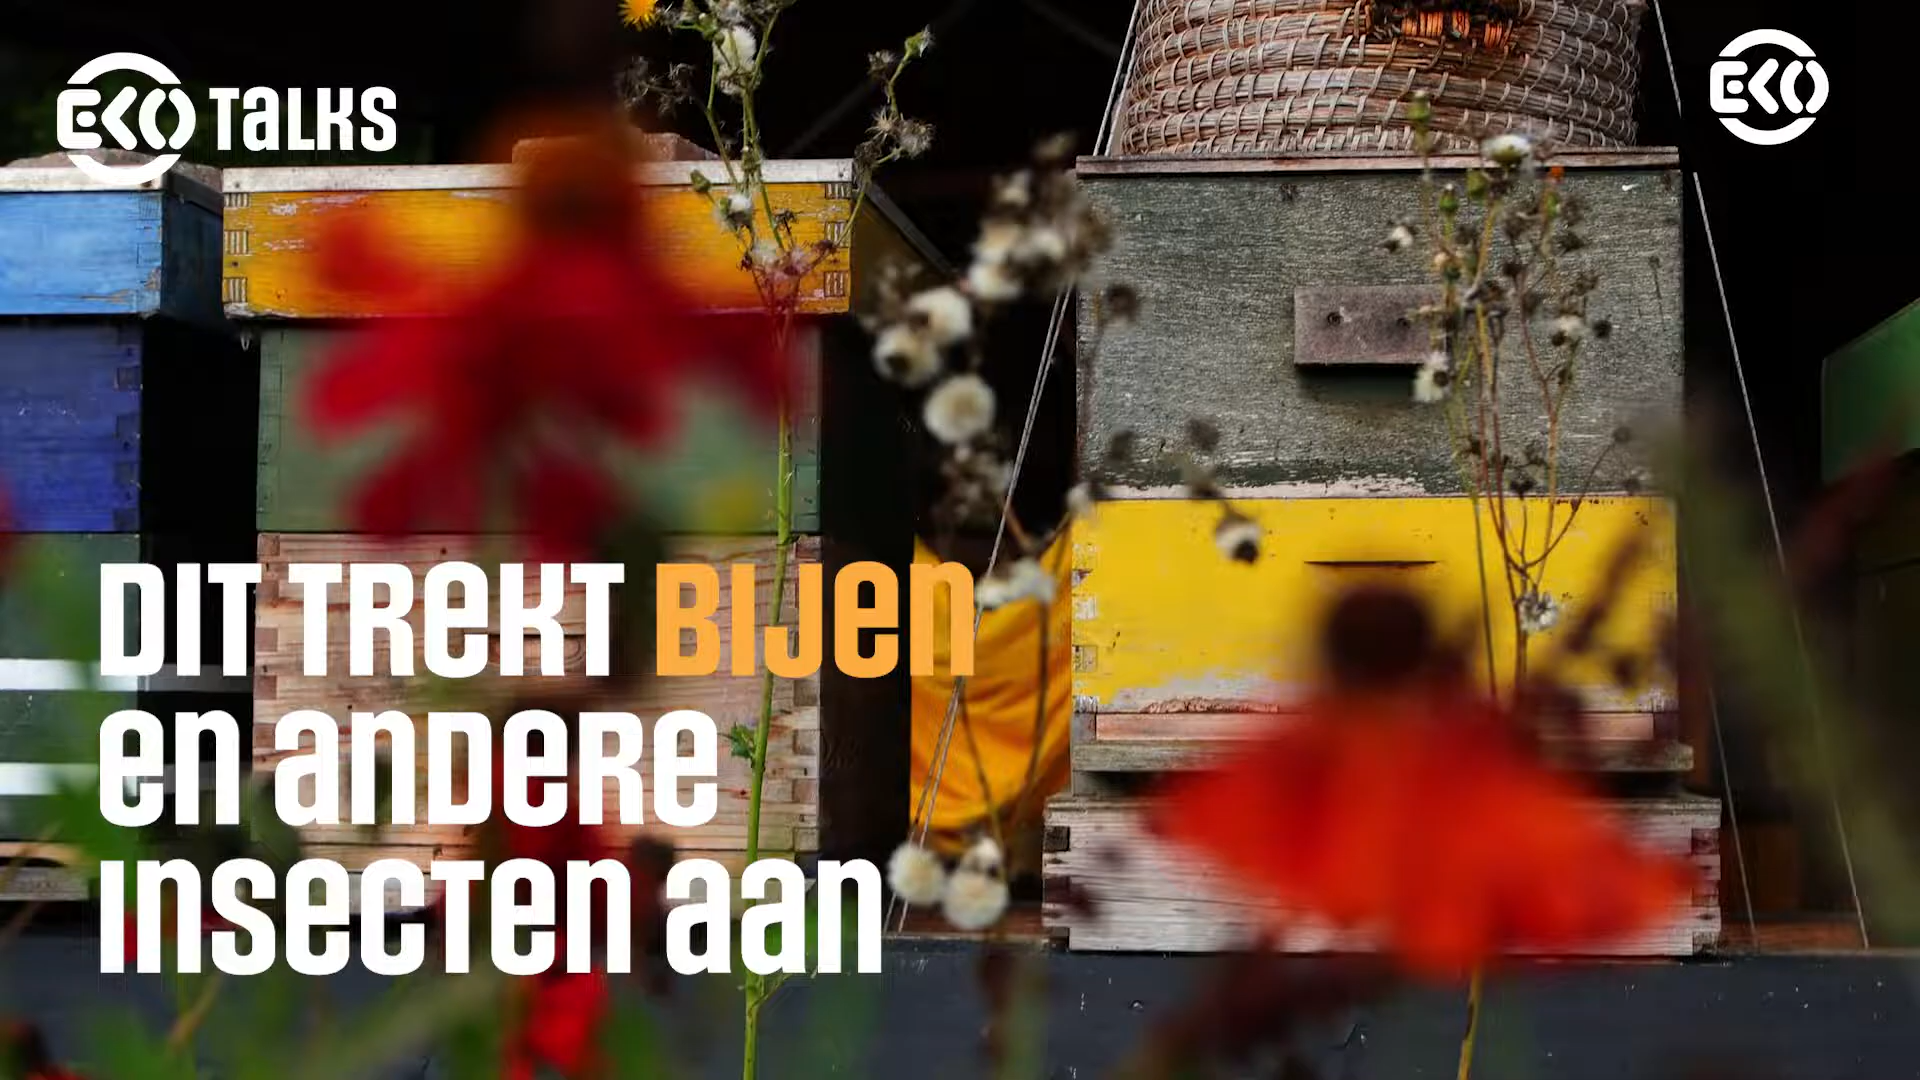 EKO TALKS
EKO
DIT TREKT BIJEN
EN ANDERE
INSECTEN AAN